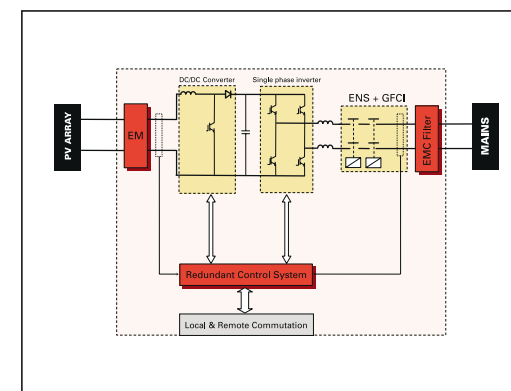 DC/DC Converter
Single phase inverter
ENS + GFCI
PV ARRAY
EM
EMC Filter
MAINS
Redundant Control System
Local & Remote Commutation